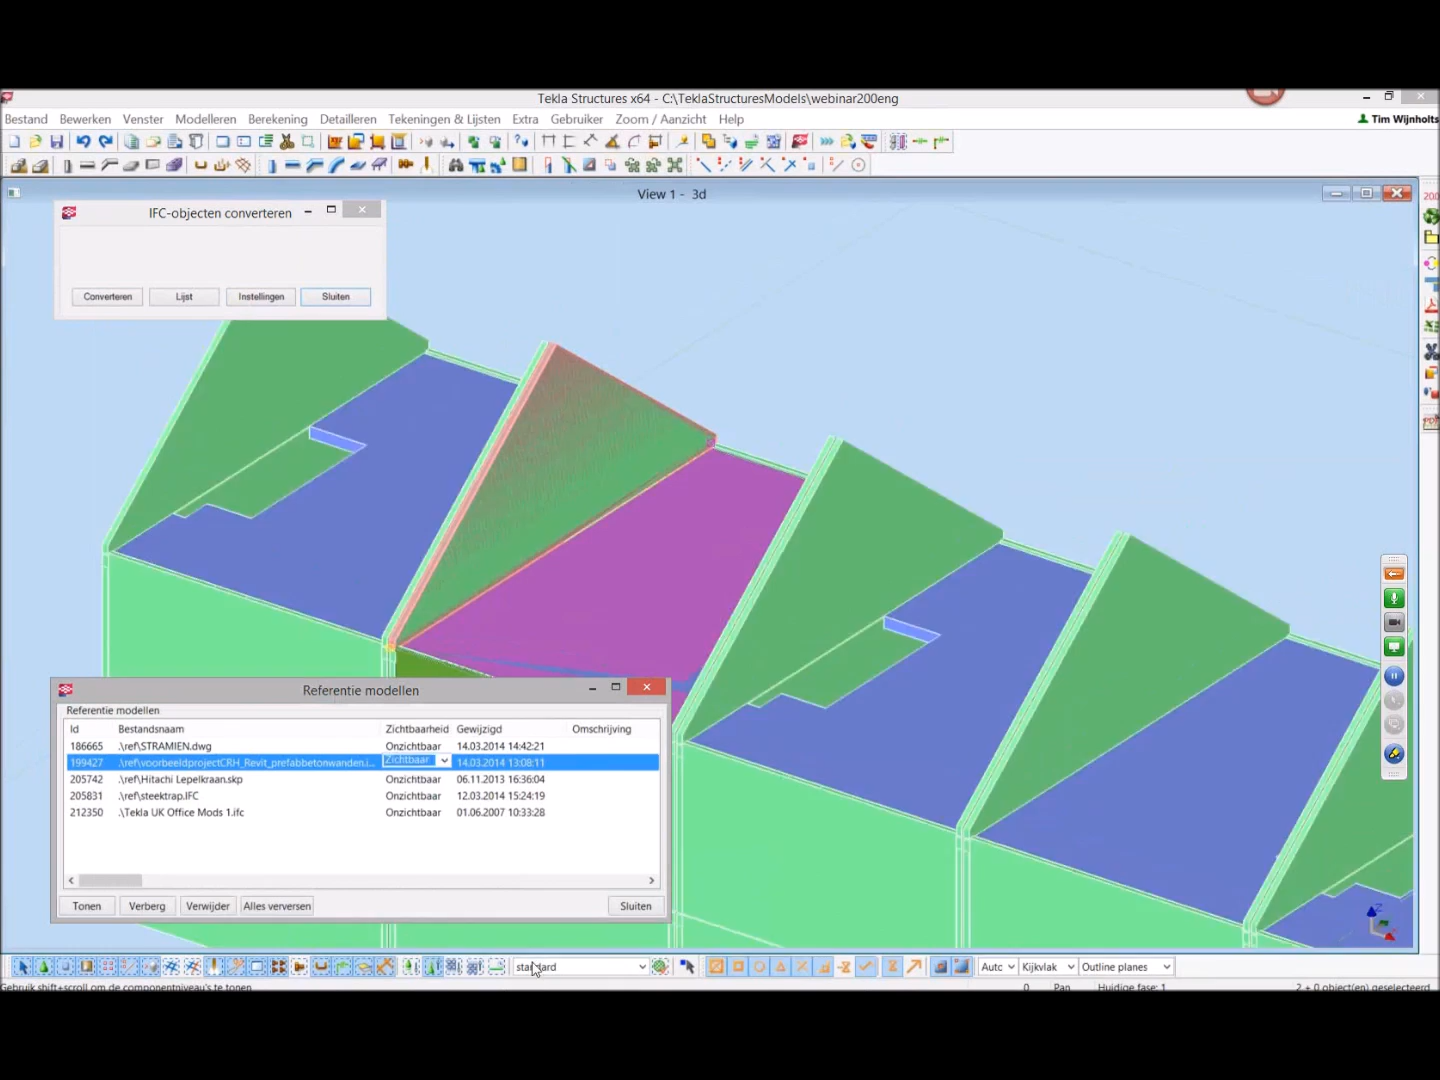 Tekla Structures x64 - C:\TeklaStructuresModels\webinar200eng
Bestand Bewerken Venster Modelleren Berekening Detailleren Tekeningen & Lijsten Extra Gebruiker Zoom / Aanzicht Help Tim Wijnholts
View 1 - 3d
IFC-objecten converteren
Converteren Lijst Instellingen Sluiten
Referentie modellen
Referentie modellen
Id Bestandsnaam Zichtbaarheid Gewijzigd Omschrijving
186665 .\ref\STRAMIEN.dwg Onzichtbaar 14.03.2014 14:42:21
199427 .\ref\voorbeeldprojectCRH_Revit_prefabbetonwanden.i... Zichtbaar 14.03.2014 13:08:11
205742 .\ref\Hitachi Lepelkraan.skp Onzichtbaar 06.11.2013 16:36:04
205831 .\ref\steektrap.IFC Onzichtbaar 12.03.2014 15:24:19
212350 .\Tekla UK Office Mods 1.ifc Onzichtbaar 01.06.2007 10:33:28
Tonen Verberg Verwijder Alles verversen Sluiten
standard Autc Kijkvlak Outline planes
Gebruik shift+scroll om de componentniveau's te tonen 0 Pan Huidige fase: 1 2 + 0 object(en) geselecteerd